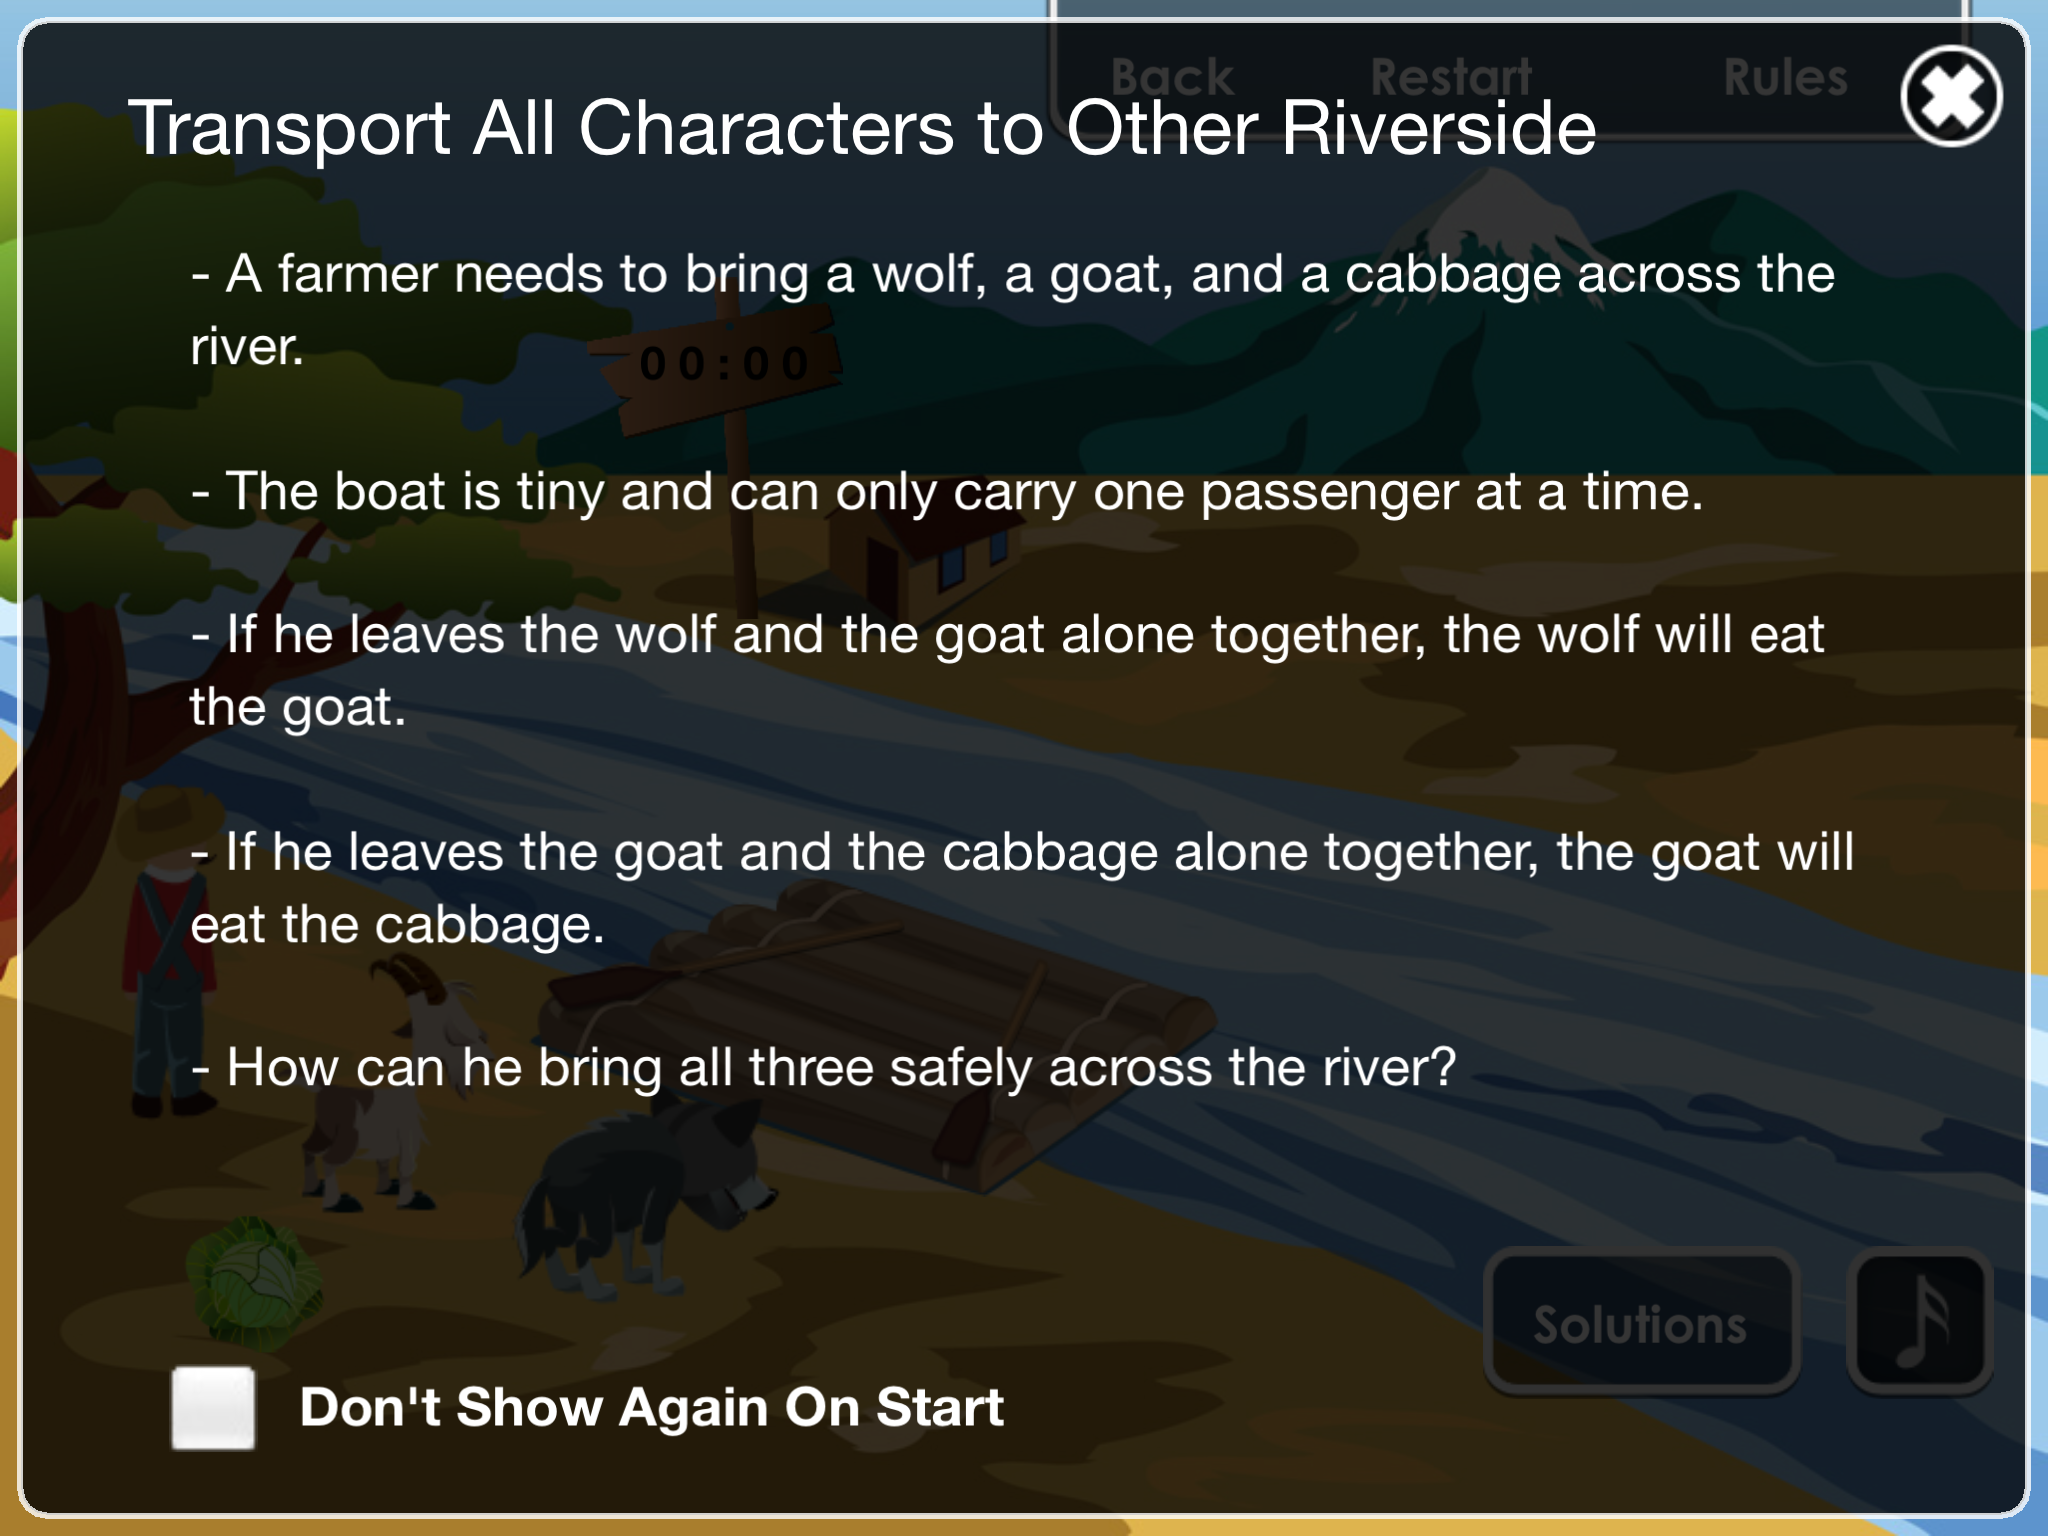 Back Restart Rules
Transport All Characters to Other Riverside
- A farmer needs to bring a wolf, a goat, and a cabbage across the
river.
00:00
- The boat is tiny and can only carry one passenger at a time.
- If he leaves the wolf and the goat alone together, the wolf will eat
the goat.
- If he leaves the goat and the cabbage alone together, the goat will
eat the cabbage.
- How can he bring all three safely across the river?
Solutions
Don't Show Again On Start